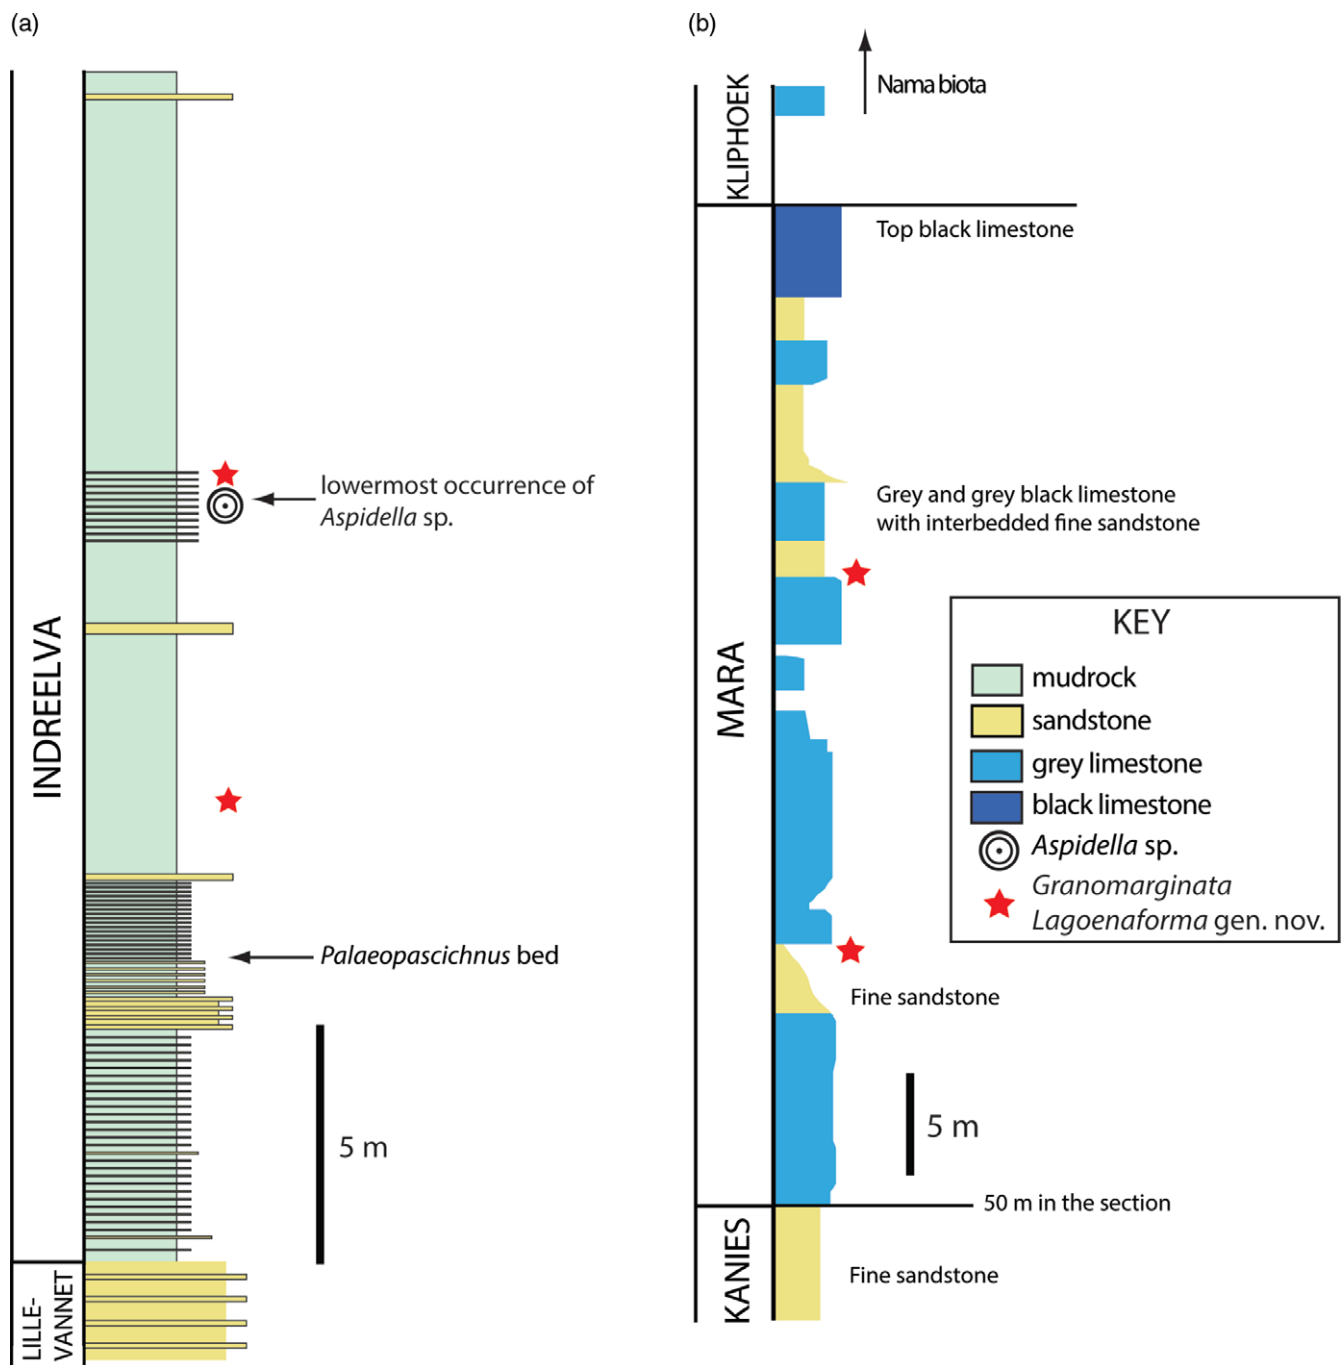 (a)
INDREELVA
LILLE-
VANNET
lowermost occurrence of
Aspidella sp.
Palaeopascichnus bed
5 m
(b)
KLIPHOEK
MARA
KANIES
Nama biota
Top black limestone
Grey and grey black limestone
with interbedded fine sandstone
Fine sandstone
5 m
50 m in the section
Fine sandstone
KEY
mudrock
sandstone
grey limestone
black limestone
Aspidella sp.
Granomarginata
Lagoenaforma gen. nov.